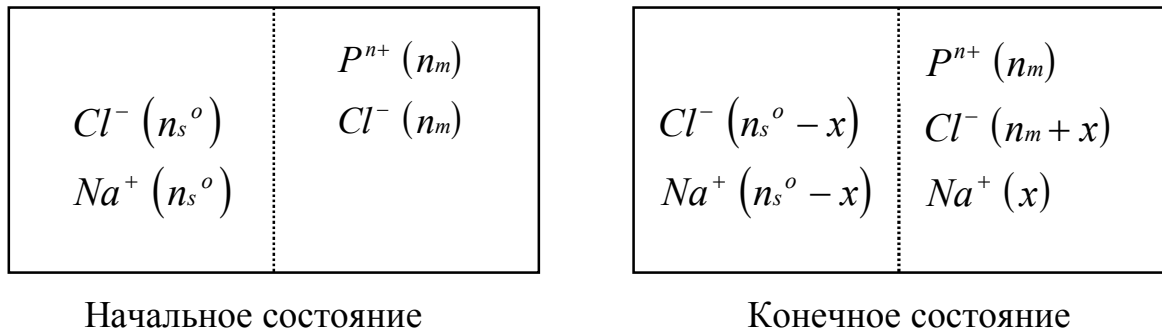 P^{n+} (n_m)
Cl^- (n_s^o)
Cl^- (n_m)
Na^+ (n_s^o)
Начальное состояние
P^{n+} (n_m)
Cl^- (n_s^o − x)
Cl^- (n_m + x)
Na^+ (n_s^o − x)
Na^+ (x)
Конечное состояние